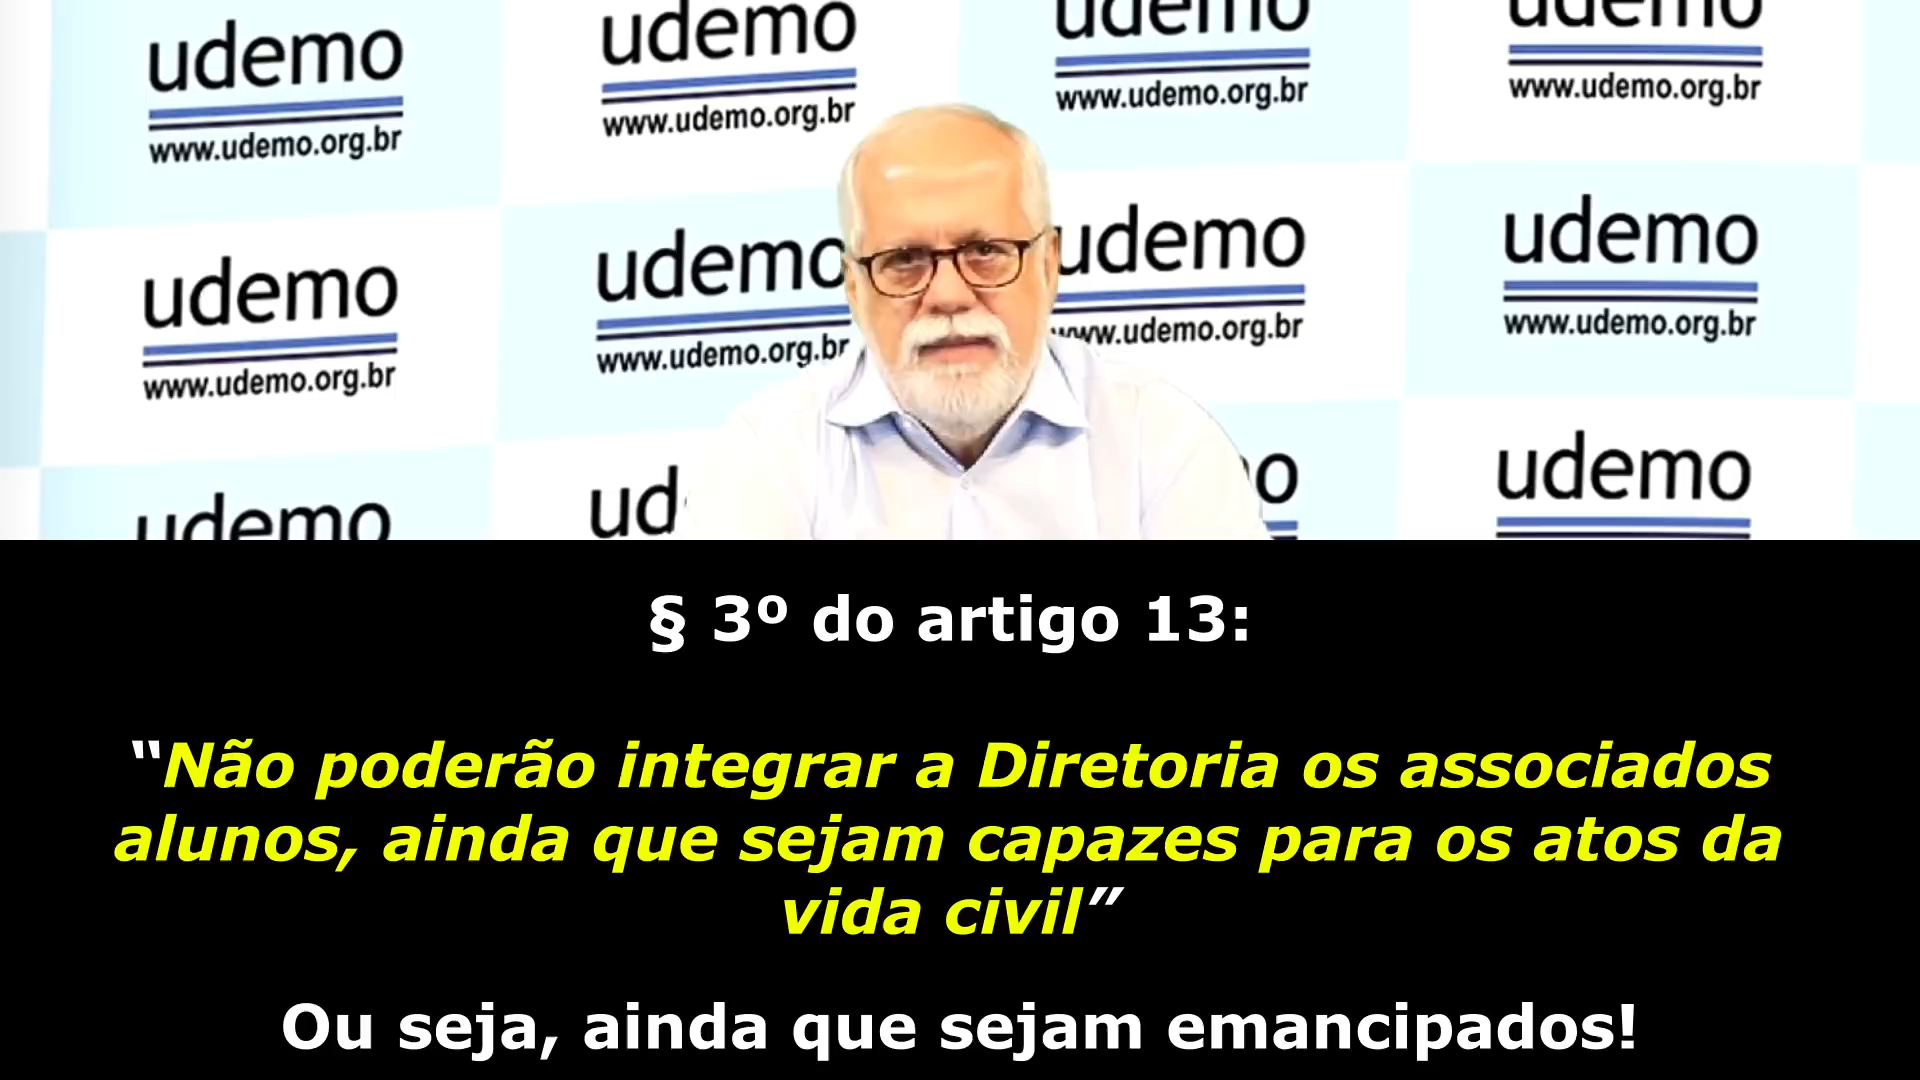 udemo
www.udemo.org.br
udemo
www.udemo.org.br
udemo
www.udemo.org.br
udemo
www.udemo.org.br
udemo
www.udemo.org.br
udemo
www.udemo.org.br
udemo
www.udemo.org.br
udemo
www.udemo.org.br
udemo
ud
o
udemo
§ 3º do artigo 13:
“Não poderão integrar a Diretoria os associados
alunos, ainda que sejam capazes para os atos da
vida civil”
Ou seja, ainda que sejam emancipados!